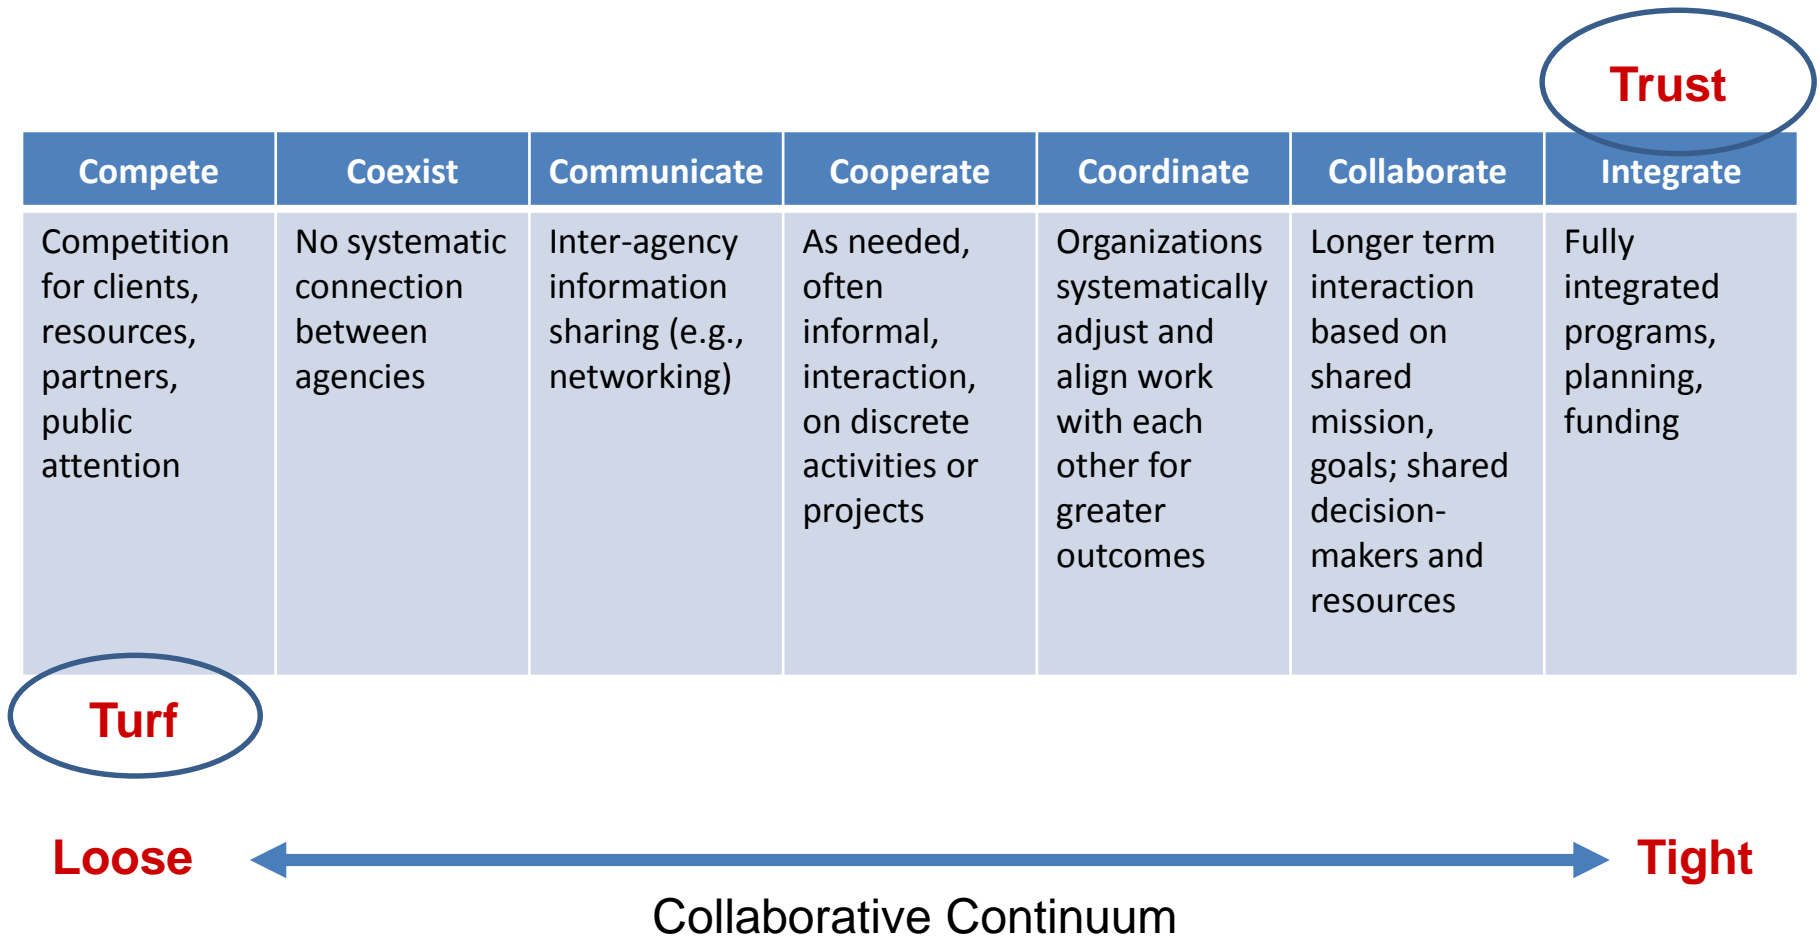 Trust
Compete
Coexist
Communicate
Cooperate
Coordinate
Collaborate
Integrate
Competition
for clients,
resources,
partners,
public
attention
No systematic
connection
between
agencies
Inter-agency
information
sharing (e.g.,
networking)
As needed,
often
informal,
interaction,
on discrete
activities or
projects
Organizations
systematically
adjust and
align work
with each
other for
greater
outcomes
Longer term
interaction
based on
shared
mission,
goals; shared
decision-
makers and
resources
Fully
integrated
programs,
planning,
funding
Turf
Loose
Tight
Collaborative Continuum